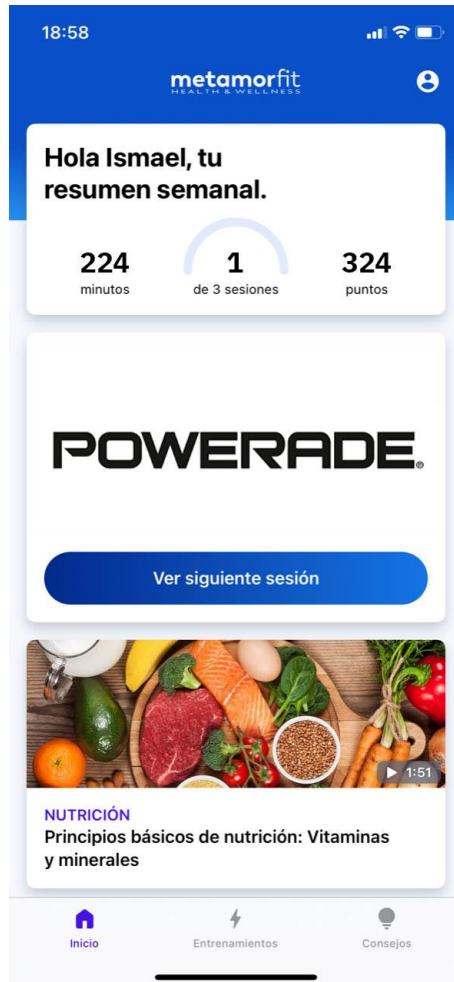 18:58
metamorfit
HEALTH & WELLNESS
Hola Ismael, tu
resumen semanal.
224
minutos
1
de 3 sesiones
324
puntos
POWERADE®
Ver siguiente sesión
1:51
NUTRICIÓN
Principios básicos de nutrición: Vitaminas
y minerales
Inicio
Entrenamientos
Consejos